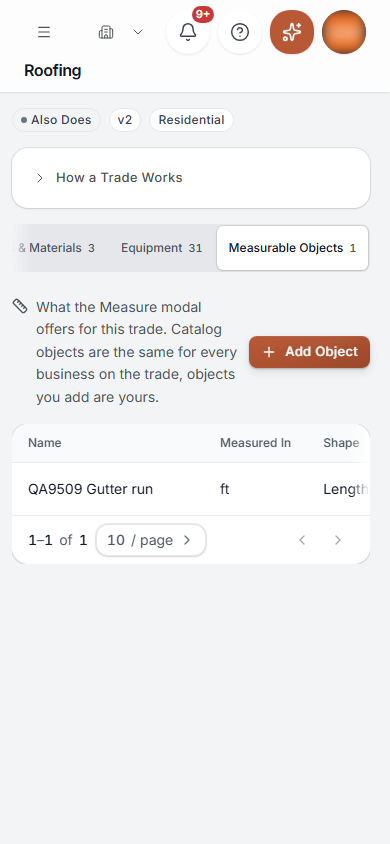 9+
Roofing
Also Does
v2
Residential
How a Trade Works
& Materials 3
Equipment 31
Measurable Objects 1
What the Measure modal
offers for this trade. Catalog
objects are the same for every
business on the trade, objects
you add are yours.
Add Object
Name
Measured In
Shape
QA9509 Gutter run
ft
Length
1–1 of 1
10 / page